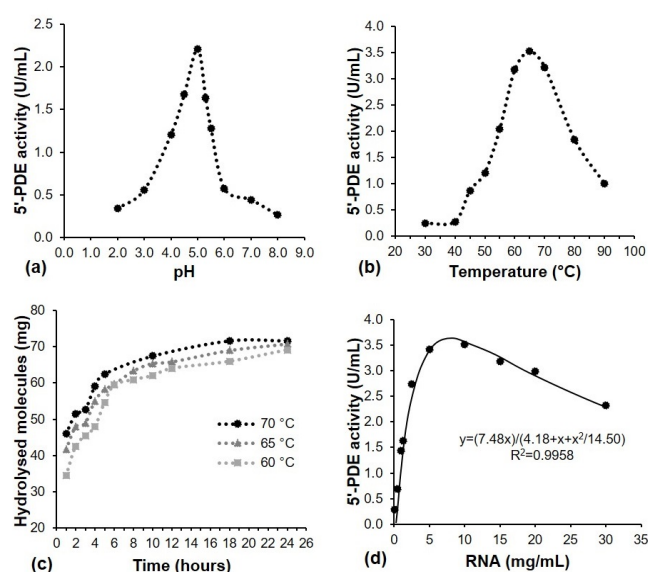 5'-PDE activity (U/mL)
2.5
2.0
1.5
1.0
0.5
0.0
0.0 1.0 2.0 3.0 4.0 5.0 6.0 7.0 8.0 9.0
(a) pH
5'-PDE activity (U/mL)
4.0
3.5
3.0
2.5
2.0
1.5
1.0
0.5
0.0
20 30 40 50 60 70 80 90 100
(b) Temperature (°C)
Hydrolysed molecules (mg)
80
70
60
50
40
30
20
70 °C
65 °C
60 °C
0 2 4 6 8 10 12 14 16 18 20 22 24 26
(c) Time (hours)
5'-PDE activity (U/mL)
4.0
3.5
3.0
2.5
2.0
1.5
1.0
0.5
0.0
y=(7.48x)/(4.18+x+x²/14.50)
R²=0.9958
0 5 10 15 20 25 30 35
(d) RNA (mg/mL)